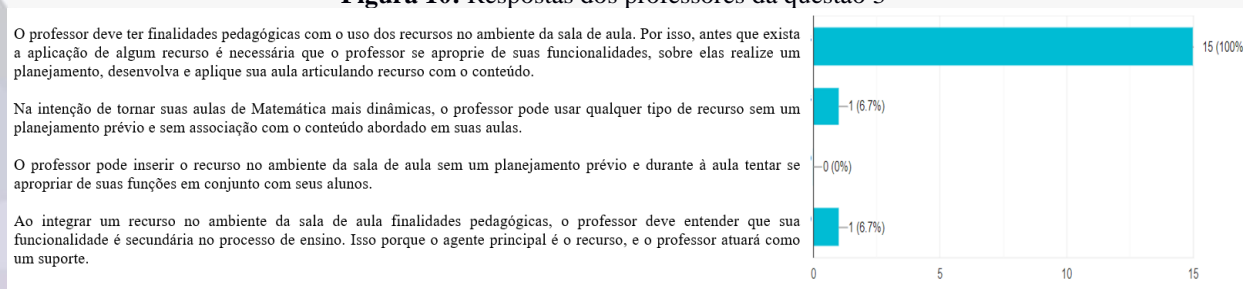 Figura 10: Respostas dos professores da questão 3
O professor deve ter finalidades pedagógicas com o uso dos recursos no ambiente da sala de aula. Por isso, antes que exista
a aplicação de algum recurso é necessária que o professor se aproprie de suas funcionalidades, sobre elas realize um
planejamento, desenvolva e aplique sua aula articulando recurso com o conteúdo.
15 (100%
Na intenção de tornar suas aulas de Matemática mais dinâmicas, o professor pode usar qualquer tipo de recurso sem um
planejamento prévio e sem associação com o conteúdo abordado em suas aulas.
1 (6.7%)
O professor pode inserir o recurso no ambiente da sala de aula sem um planejamento prévio e durante à aula tentar se
apropriar de suas funções em conjunto com seus alunos.
0 (0%)
Ao integrar um recurso no ambiente da sala de aula finalidades pedagógicas, o professor deve entender que sua
funcionalidade é secundária no processo de ensino. Isso porque o agente principal é o recurso, e o professor atuará como
um suporte.
1 (6.7%)
0 5 10 15